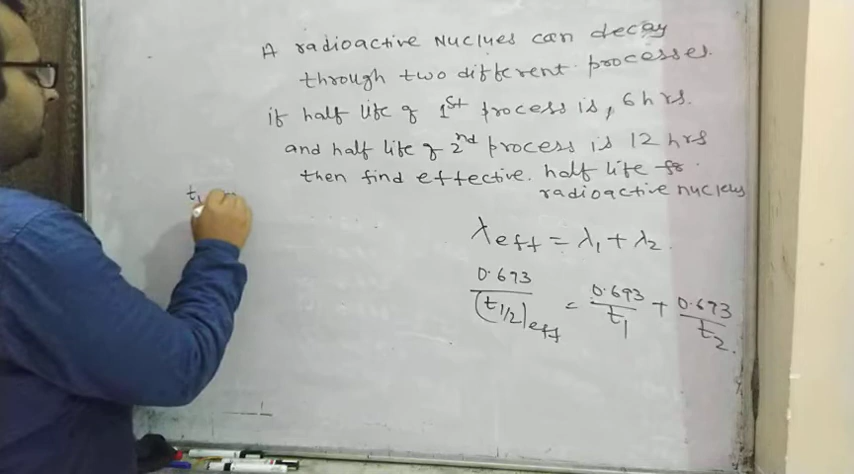 A radioactive Nuclues can decay
through two different processes.
if half life of 1st process is, 6 hrs.
and half life of 2nd process is 12 hrs
then find effective. half life for
radioactive nucleus
t₁
λeff = λ₁ + λ₂.
0.693/(t1/2)eff = 0.693/t₁ + 0.693/t₂.